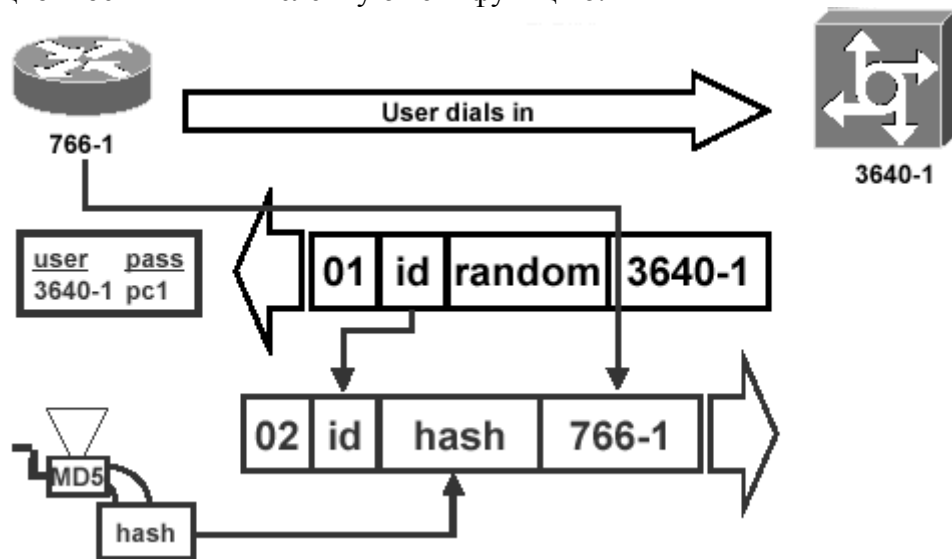 User dials in
766-1
3640-1
user pass
3640-1 pc1
01 id random 3640-1
02 id hash 766-1
MD5
hash